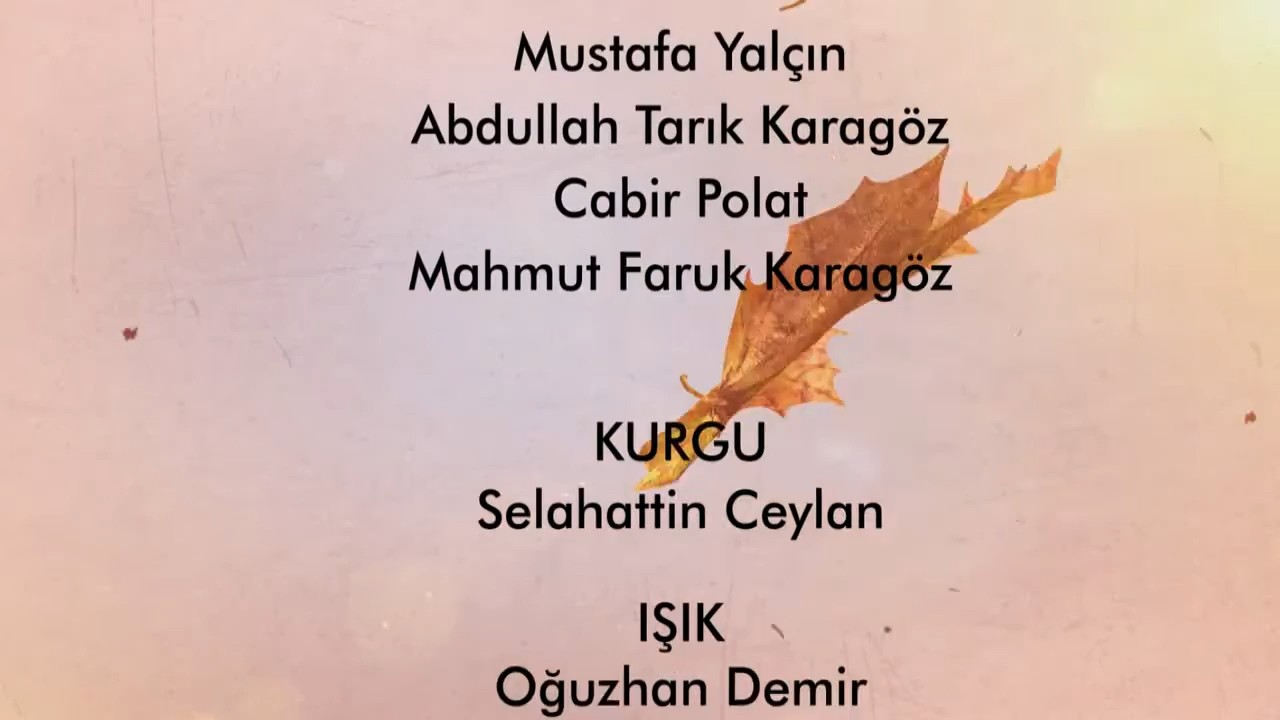 Mustafa Yalçın
Abdullah Tarık Karagöz
Cabir Polat
Mahmut Faruk Karagöz
KURGU
Selahattin Ceylan
IŞIK
Oğuzhan Demir